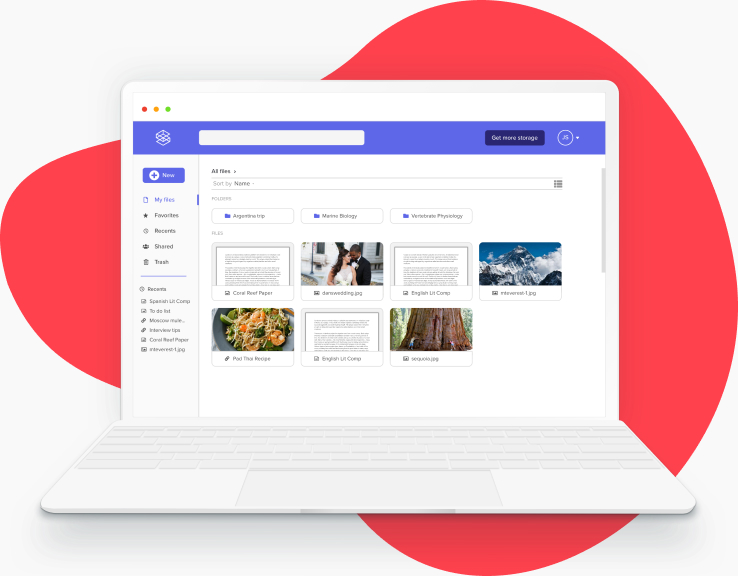 Get more storage
JS
New
All files ›
Sort by Name
My files
FOLDERS
Favorites
Argentina trip
Marine Biology
Vertebrate Physiology
Recents
FILES
Shared
Trash
Recents
Coral Reef Paper
danswedding.jpg
English Lit Comp
mteverest-1.jpg
Spanish Lit Comp
To do list
Moscow mule...
Interview tips
Coral Reef Paper
mteverest-1.jpg
Pad Thai Recipe
English Lit Comp
sequoia.jpg